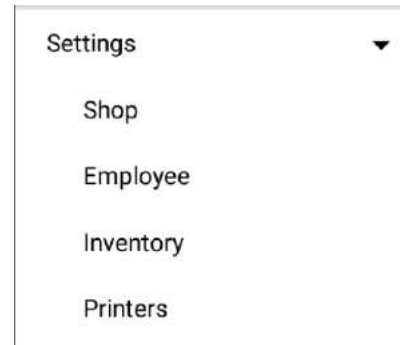 Settings
Shop
Employee
Inventory
Printers